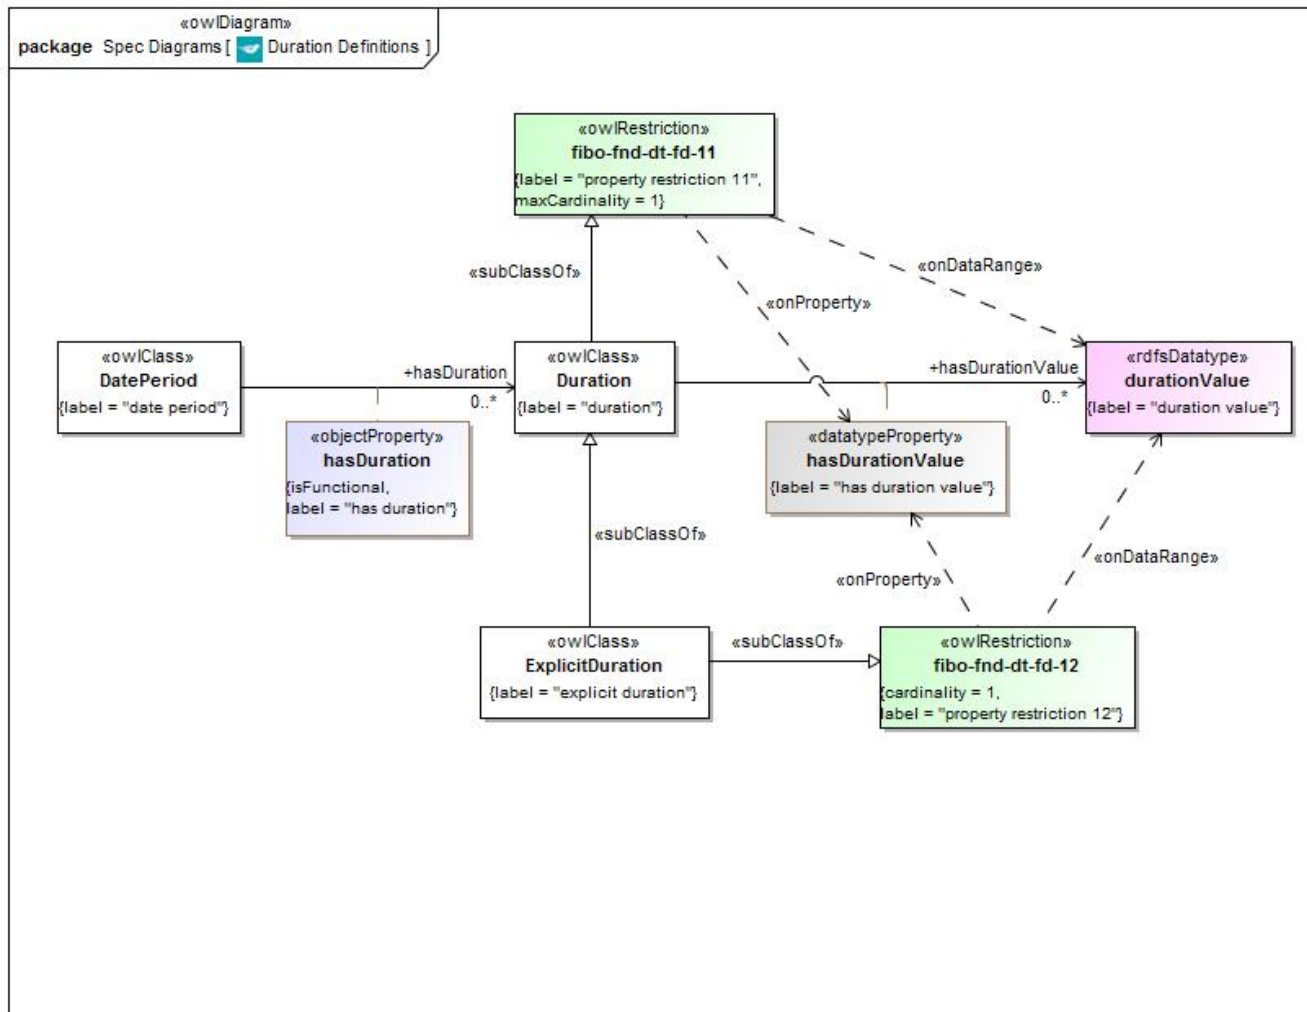 «owlDiagram»
package Spec Diagrams [ Duration Definitions ]
«owlRestriction»
fibo-fnd-dt-fd-11
{label = "property restriction 11",
maxCardinality = 1}
«subClassOf»
«onDataRange»
«onProperty»
«owlClass»
DatePeriod
{label = "date period"}
+hasDuration
0..*
«owlClass»
Duration
{label = "duration"}
+hasDurationValue
0..*
«rdfsDatatype»
durationValue
{label = "duration value"}
«objectProperty»
hasDuration
{isFunctional,
label = "has duration"}
«datatypeProperty»
hasDurationValue
{label = "has duration value"}
«subClassOf»
«onProperty»
«onDataRange»
«owlClass»
ExplicitDuration
{label = "explicit duration"}
«subClassOf»
«owlRestriction»
fibo-fnd-dt-fd-12
{cardinality = 1,
label = "property restriction 12"}